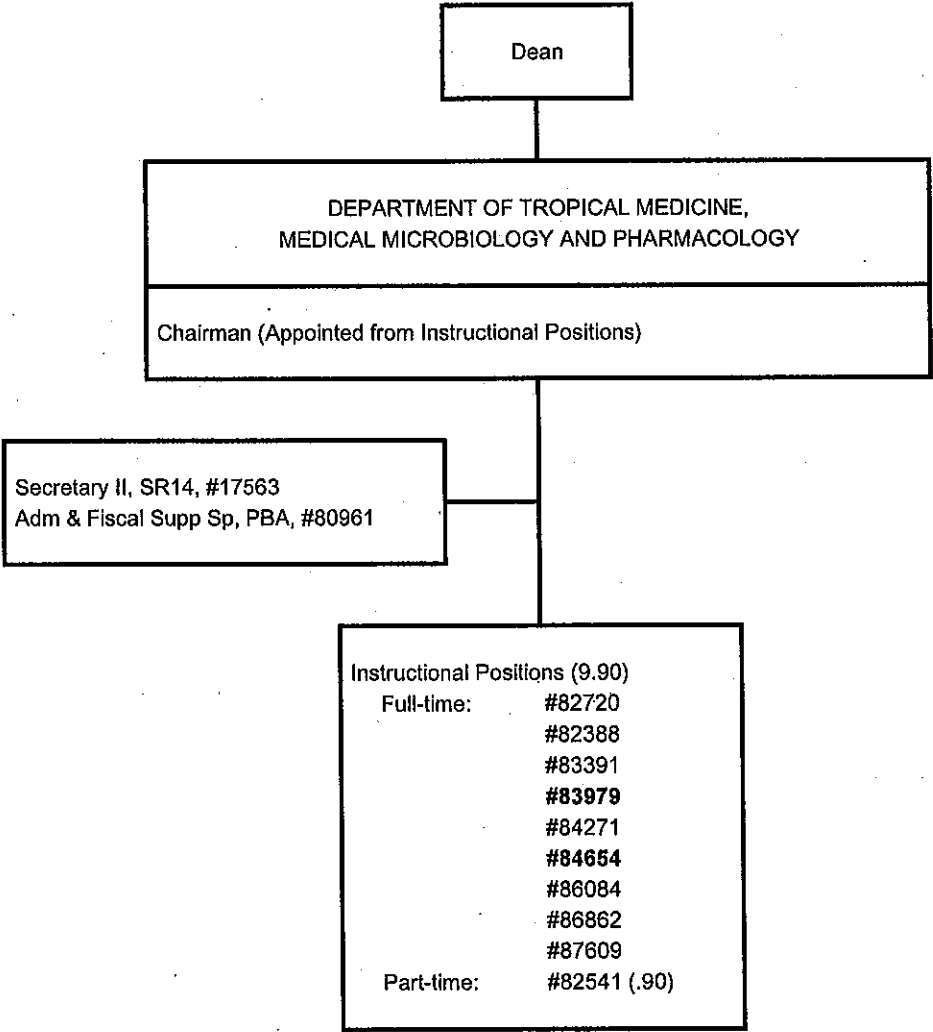 Dean
DEPARTMENT OF TROPICAL MEDICINE,
MEDICAL MICROBIOLOGY AND PHARMACOLOGY
Chairman (Appointed from Instructional Positions)
Secretary II, SR14, #17563
Adm & Fiscal Supp Sp, PBA, #80961
Instructional Positions (9.90)
Full-time: #82720
#82388
#83391
#83979
#84271
#84654
#86084
#86862
#87609
Part-time: #82541 (.90)